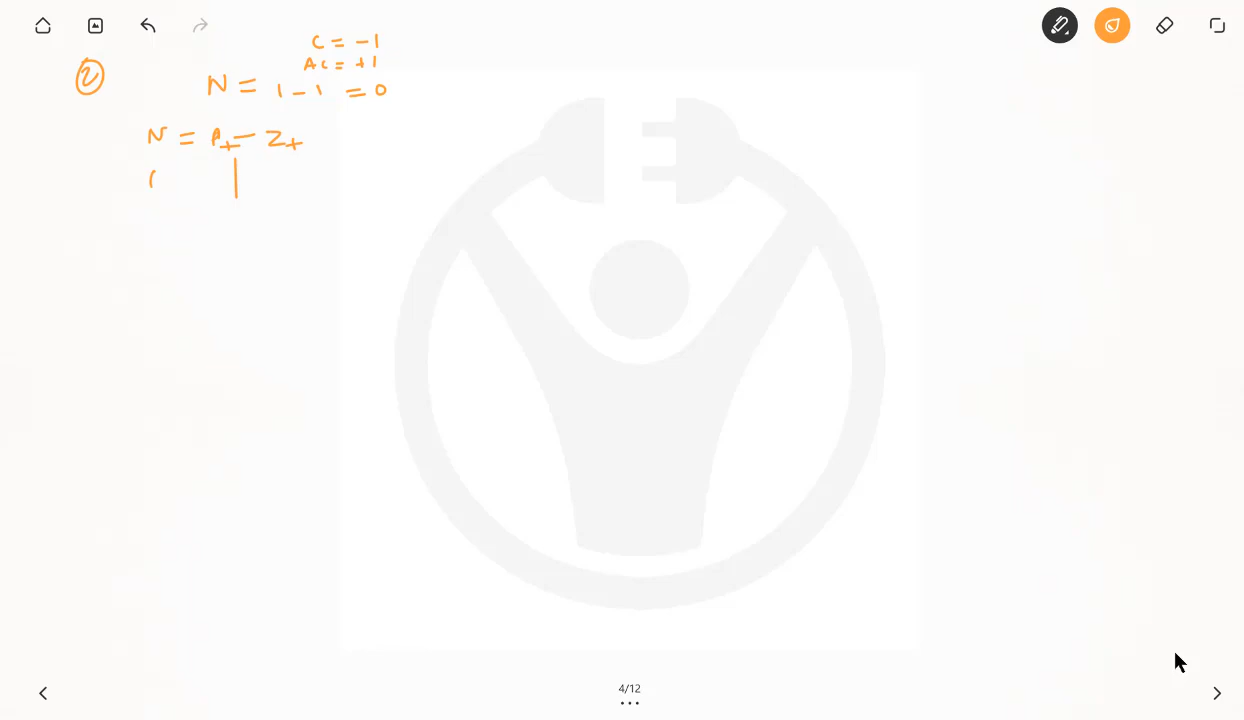 C = -1
AC = +1
② N = 1 - 1 = 0
N = P+ - Z+
4/12